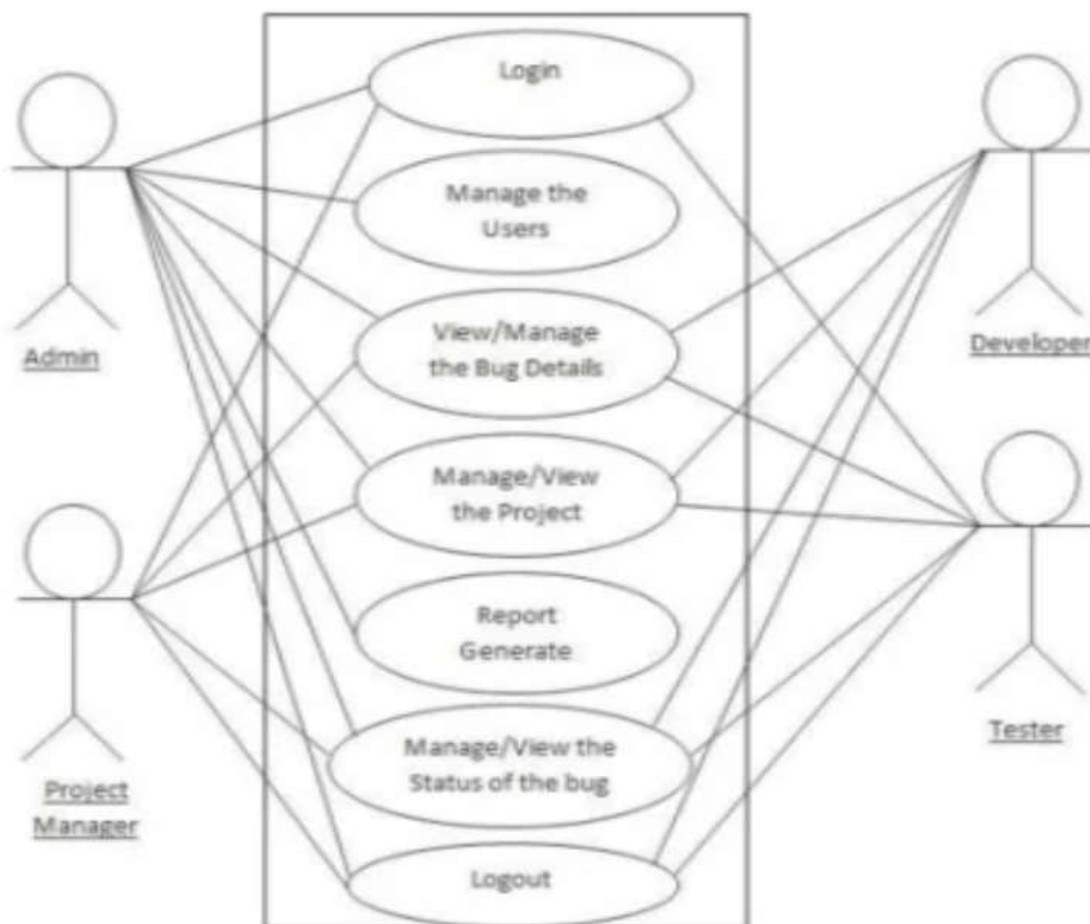 Login
Manage the
Users
View/Manage
the Bug Details
Manage/View
the Project
Report
Generate
Manage/View the
Status of the bug
Logout
Admin
Project
Manager
Developer
Tester